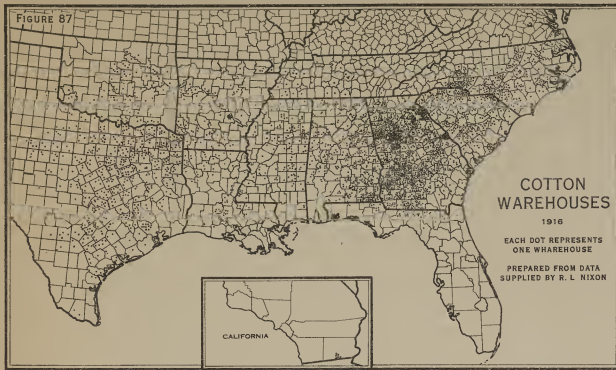 FIGURE 87
COTTON
WAREHOUSES
1916
EACH DOT REPRESENTS
ONE WHAREHOUSE
PREPARED FROM DATA
SUPPLIED BY R. L. NIXON
CALIFORNIA